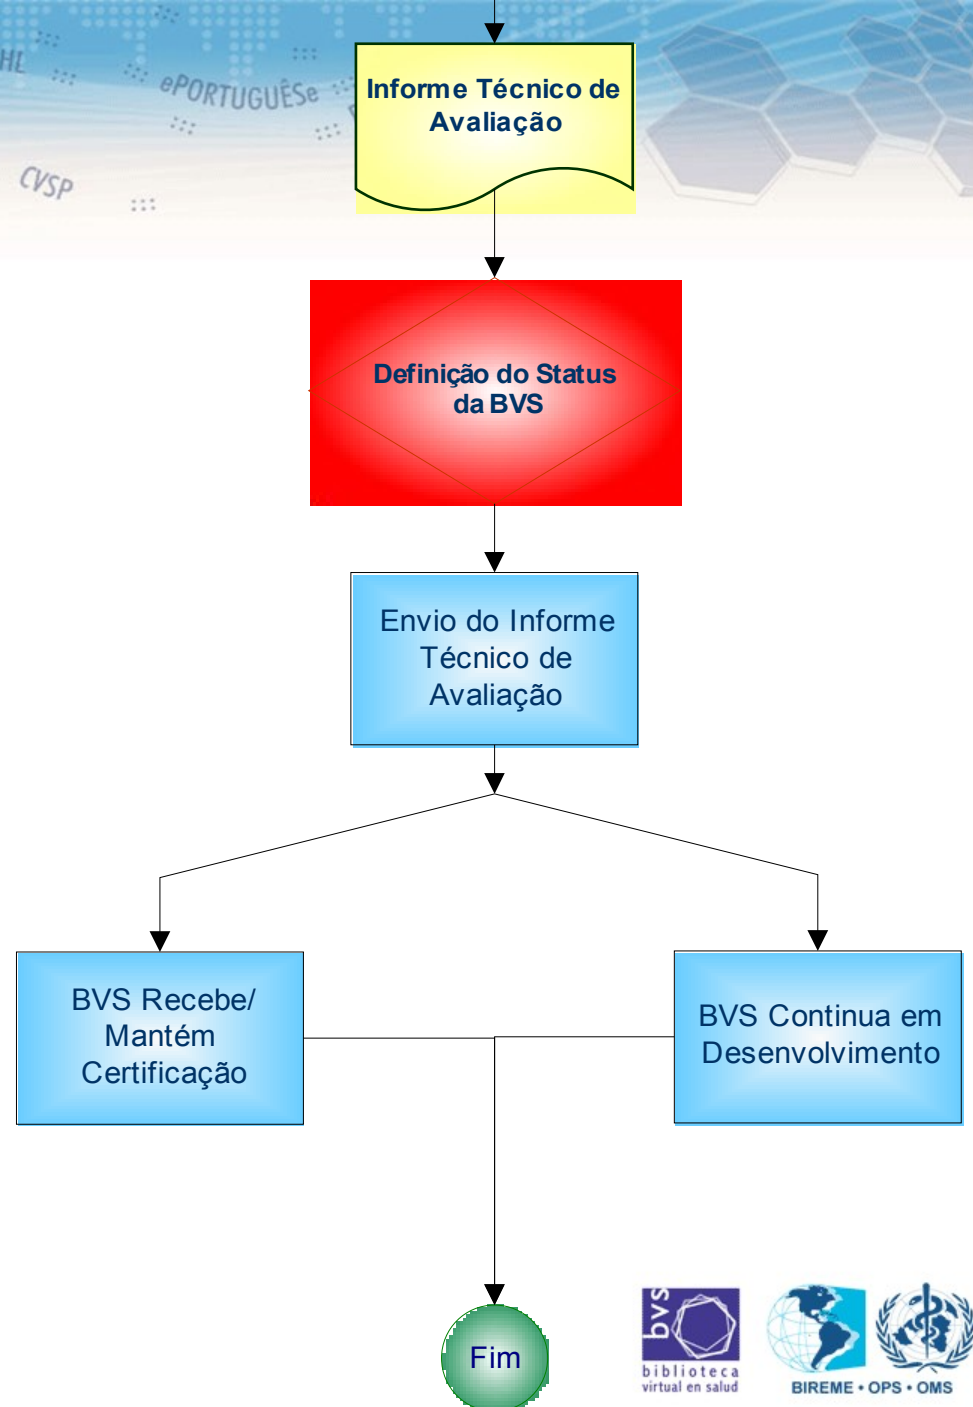 HL
ePORTUGUÊSe
CVSP
Informe Técnico de
Avaliação
Definição do Status
da BVS
Envio do Informe
Técnico de
Avaliação
BVS Recebe/
Mantém
Certificação
BVS Continua em
Desenvolvimento
Fim
bvs
biblioteca
virtual en salud
BIREME • OPS • OMS